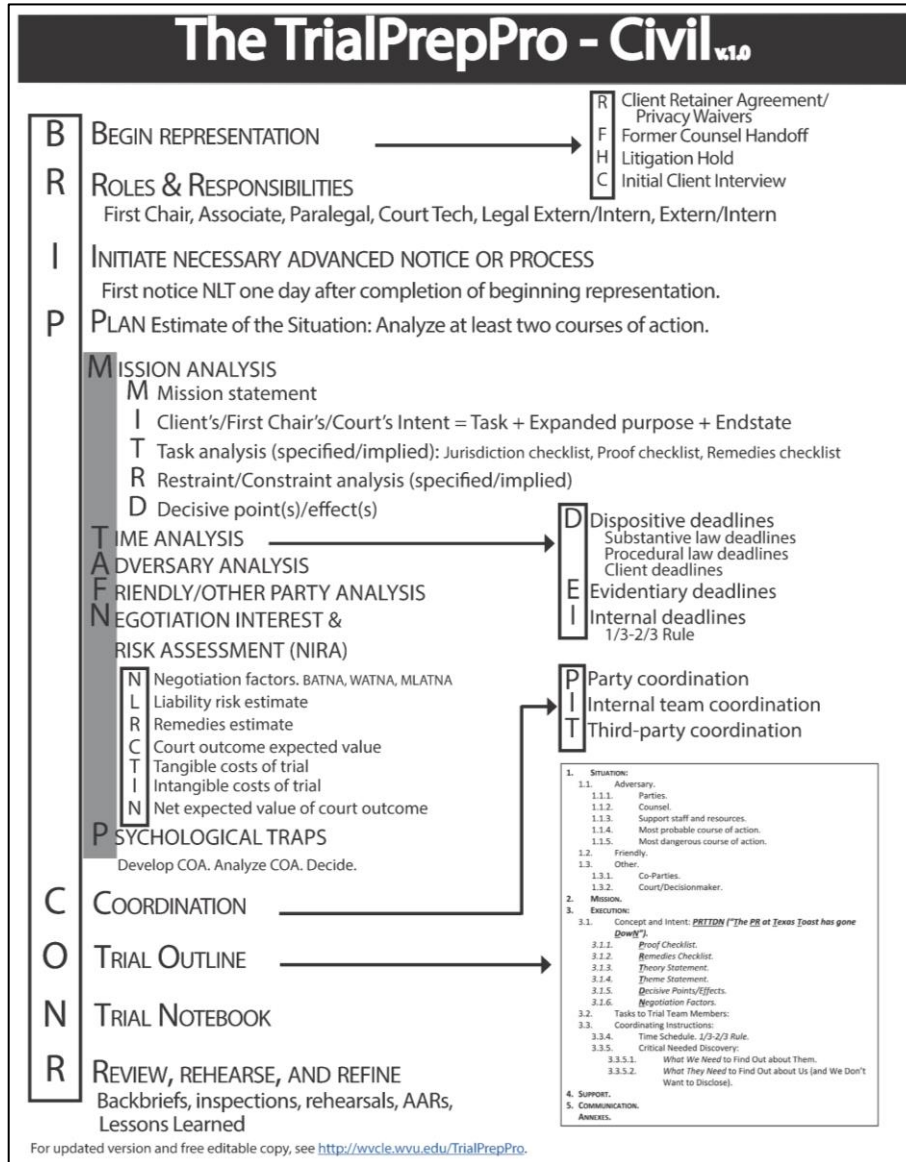 The TrialPrepPro - Civil v.1.0
B BEGIN REPRESENTATION
R Client Retainer Agreement/
Privacy Waivers
F Former Counsel Handoff
H Litigation Hold
C Initial Client Interview
R ROLES & RESPONSIBILITIES
First Chair, Associate, Paralegal, Court Tech, Legal Extern/Intern, Extern/Intern
I INITIATE NECESSARY ADVANCED NOTICE OR PROCESS
First notice NLT one day after completion of beginning representation.
P PLAN Estimate of the Situation: Analyze at least two courses of action.
MISSION ANALYSIS
M Mission statement
I Client's/First Chair's/Court's Intent = Task + Expanded purpose + Endstate
T Task analysis (specified/implied): Jurisdiction checklist, Proof checklist, Remedies checklist
R Restraint/Constraint analysis (specified/implied)
D Decisive point(s)/effect(s)
TIME ANALYSIS
D Dispositive deadlines
Substantive law deadlines
Procedural law deadlines
Client deadlines
E Evidentiary deadlines
I Internal deadlines
1/3-2/3 Rule
ADVERSARY ANALYSIS
FRIENDLY/OTHER PARTY ANALYSIS
NEGOTIATION INTEREST &
RISK ASSESSMENT (NIRA)
N Negotiation factors. BATNA, WATNA, MLATNA
L Liability risk estimate
R Remedies estimate
C Court outcome expected value
T Tangible costs of trial
I Intangible costs of trial
N Net expected value of court outcome
PSYCHOLOGICAL TRAPS
Develop COA. Analyze COA. Decide.
C COORDINATION
P Party coordination
I Internal team coordination
T Third-party coordination
O TRIAL OUTLINE
1. SITUATION:
1.1. Adversary.
1.1.1. Parties.
1.1.2. Counsel.
1.1.3. Support staff and resources.
1.1.4. Most probable course of action.
1.1.5. Most dangerous course of action.
1.2. Friendly.
1.3. Other.
1.3.1. Co-Parties.
1.3.2. Court/Decisionmaker.
2. MISSION.
3. EXECUTION:
3.1. Concept and Intent: PRTTDN ("The PR at Texas Toast has gone
DowN").
3.1.1. Proof Checklist.
3.1.2. Remedies Checklist.
3.1.3. Theory Statement.
3.1.4. Theme Statement.
3.1.5. Decisive Points/Effects.
3.1.6. Negotiation Factors.
3.2. Tasks to Trial Team Members:
3.3. Coordinating Instructions:
3.3.4. Time Schedule. 1/3-2/3 Rule.
3.3.5. Critical Needed Discovery:
3.3.5.1. What We Need to Find Out about Them.
3.3.5.2. What They Need to Find Out about Us (and We Don't
Want to Disclose).
4. SUPPORT.
5. COMMUNICATION.
ANNEXES.
N TRIAL NOTEBOOK
R REVIEW, REHEARSE, AND REFINE
Backbriefs, inspections, rehearsals, AARs,
Lessons Learned
For updated version and free editable copy, see http://wvcle.wvu.edu/TrialPrepPro.